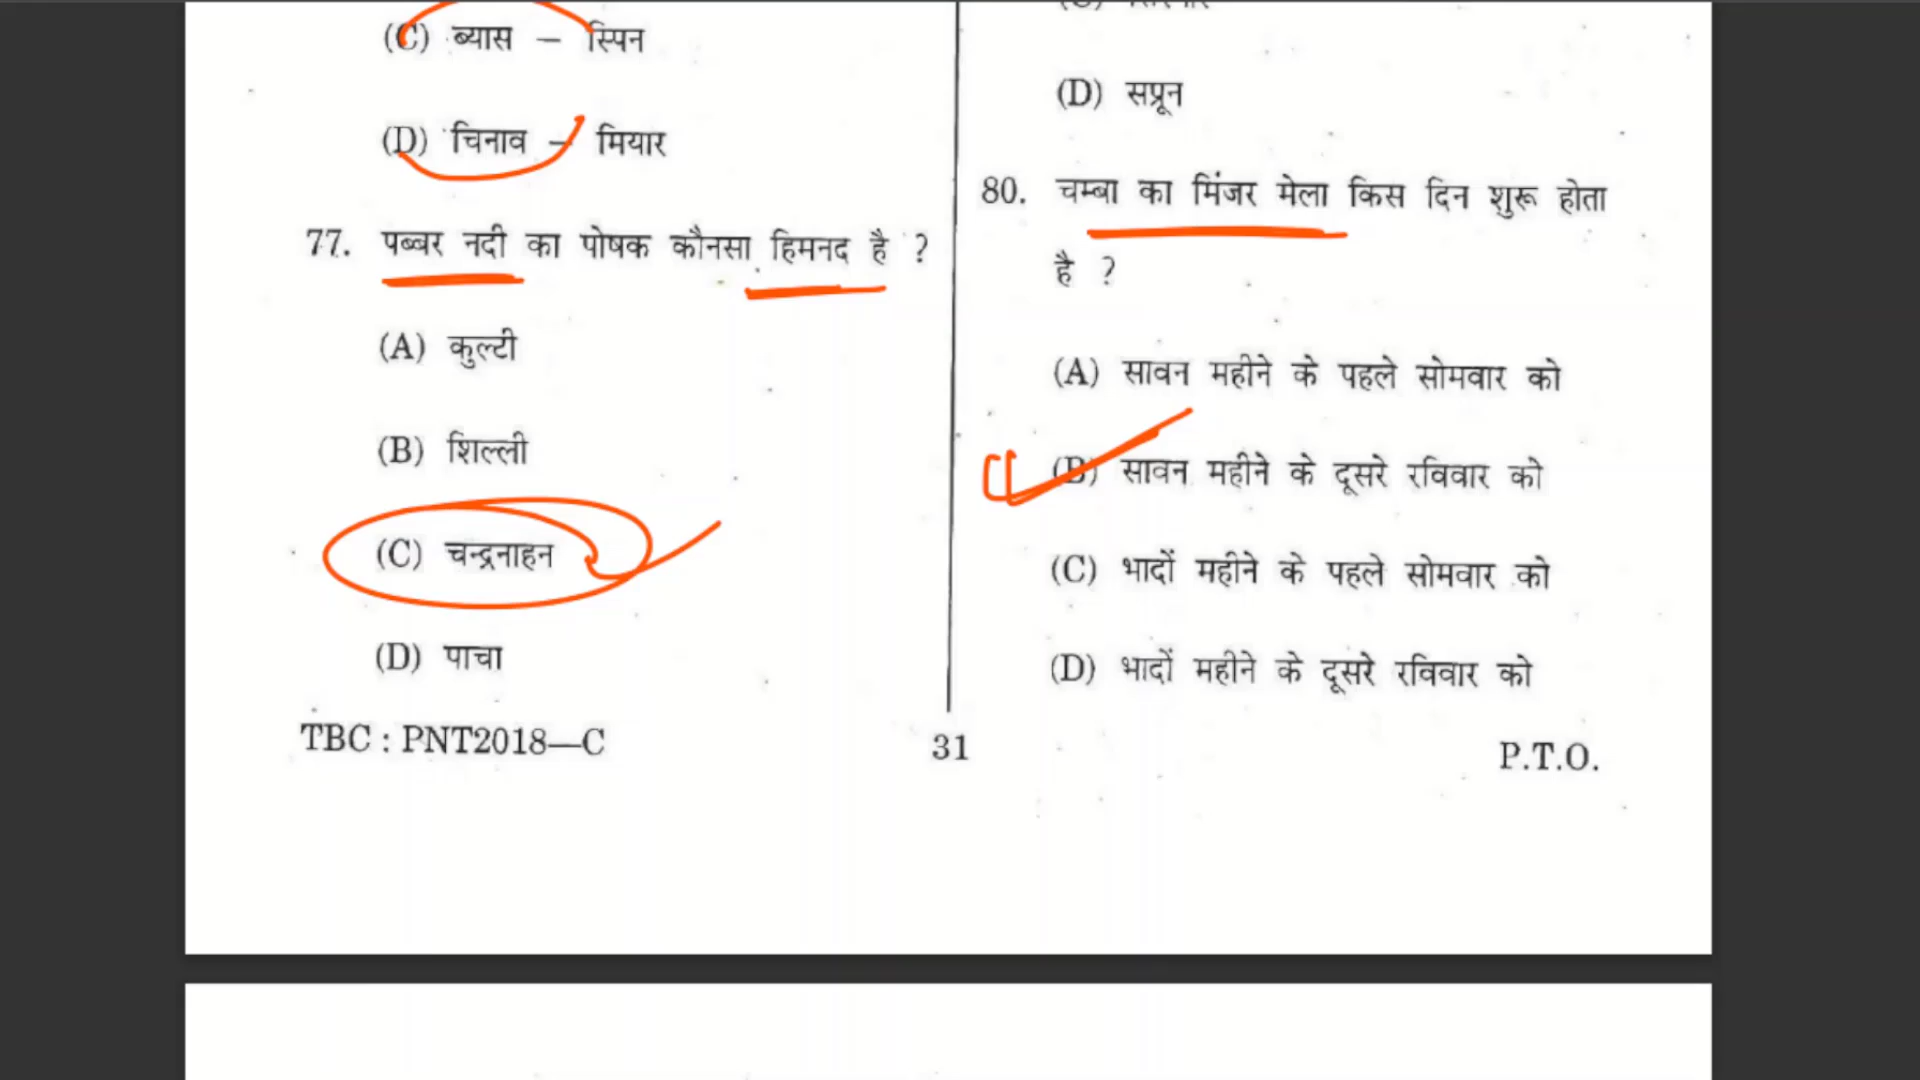 (C) ब्यास – स्पिन
(D) चिनाव – मियार
77. पब्बर नदी का पोषक कौनसा हिमनद है ?
(A) कुल्टी
(B) शिल्ली
(C) चन्द्रनाहन
(D) पाचा
(D) सप्रून
80. चम्बा का मिंजर मेला किस दिन शुरू होता
है ?
(A) सावन महीने के पहले सोमवार को
(B) सावन महीने के दूसरे रविवार को
(C) भादों महीने के पहले सोमवार को
(D) भादों महीने के दूसरे रविवार को
TBC : PNT2018—C
31
P.T.O.